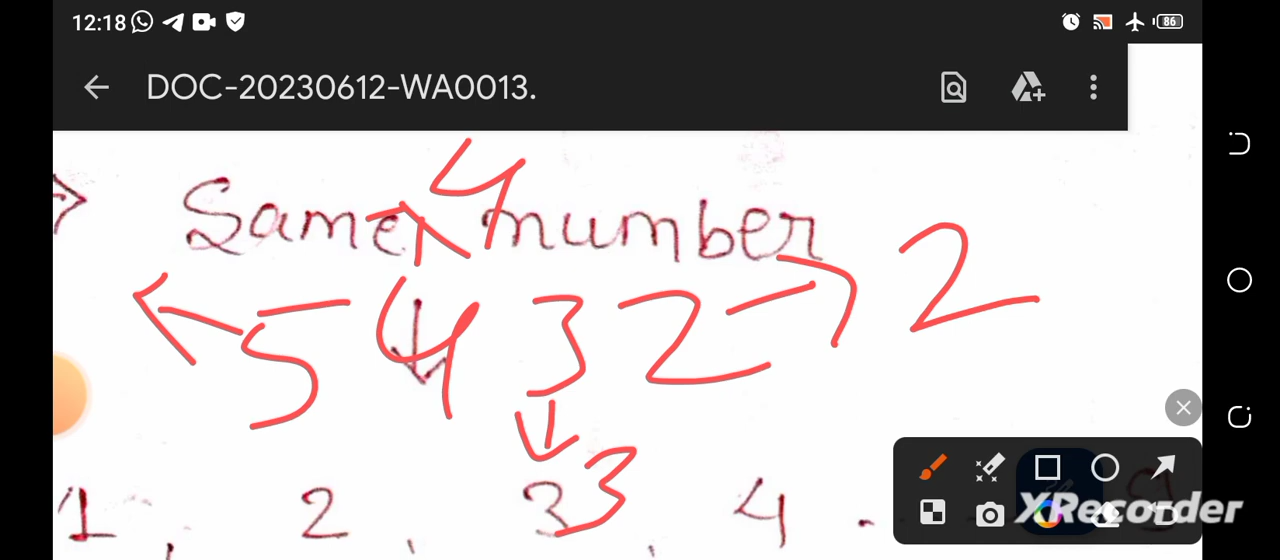 12:18 86
DOC-20230612-WA0013.
4
Same number
2
5 4 3 2
3
1, 2, 3, 4 .
XRecorder